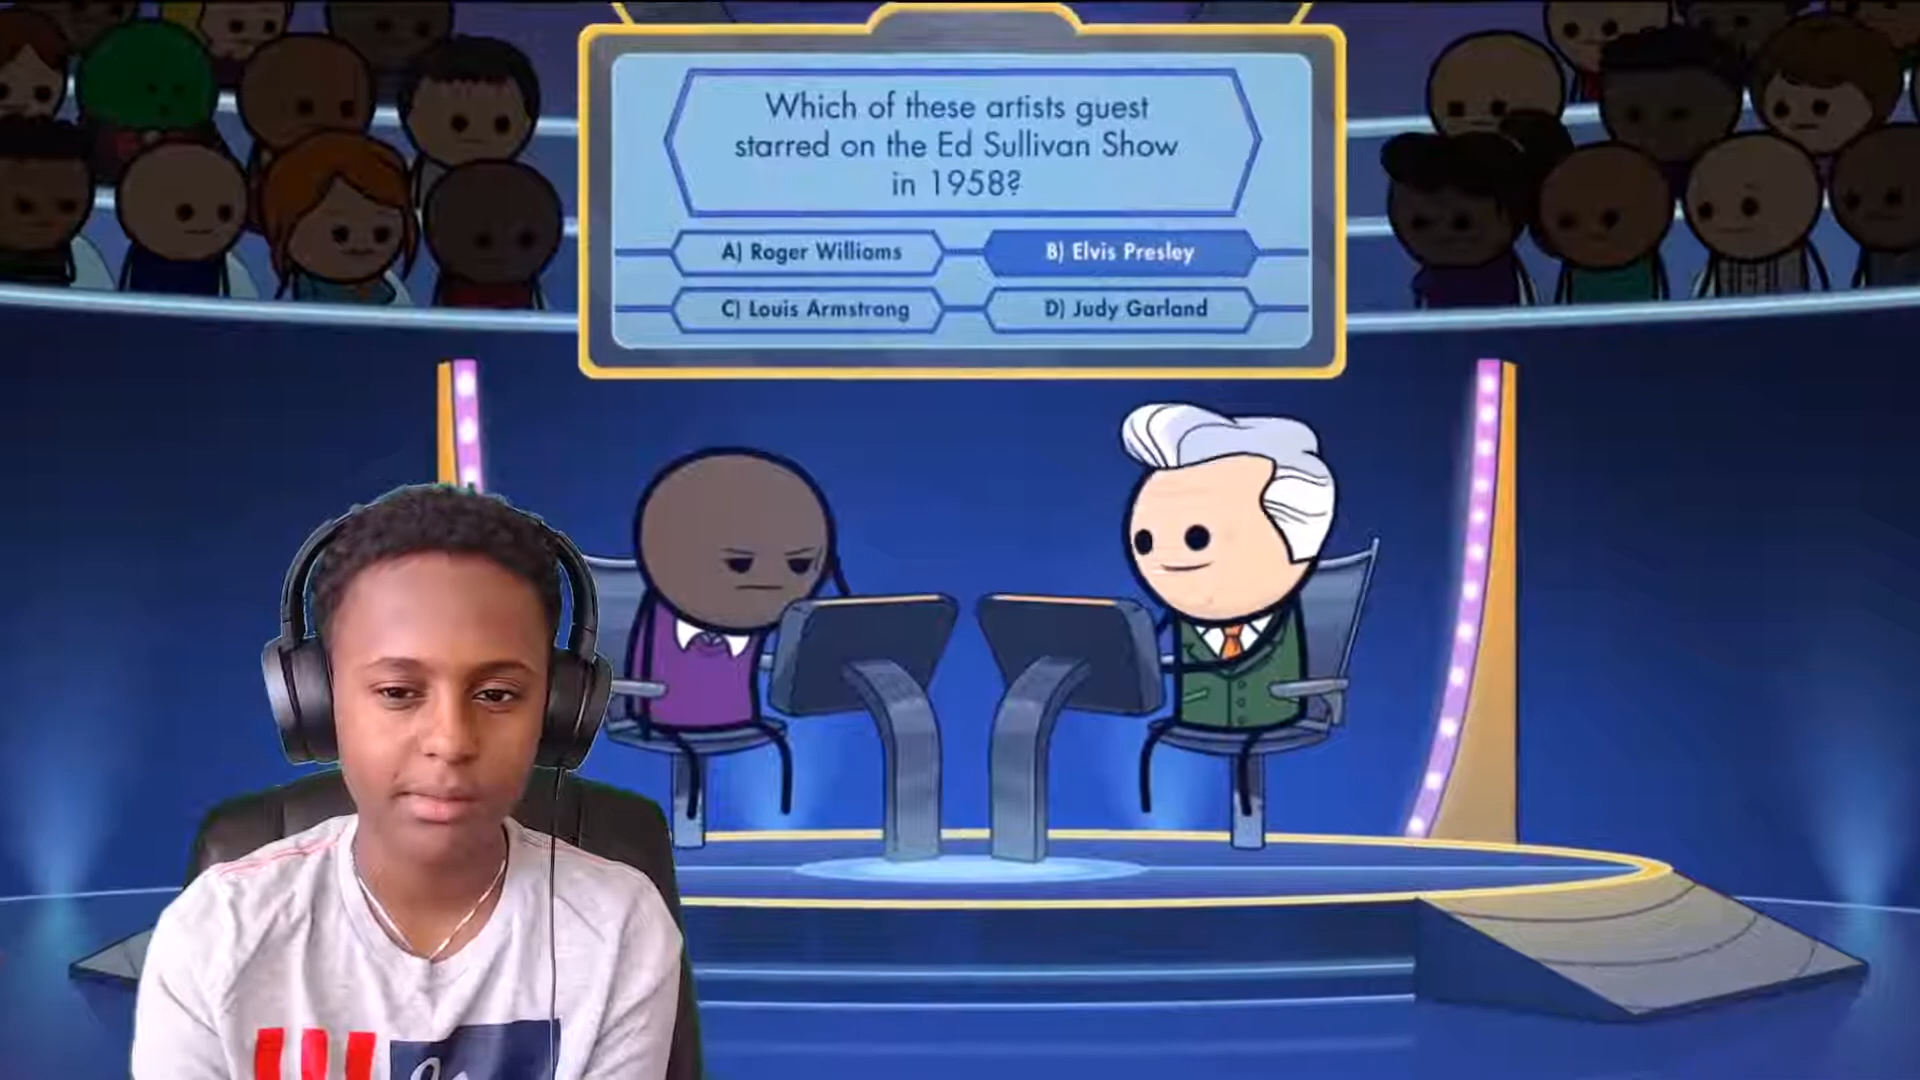 Which of these artists guest
starred on the Ed Sullivan Show
in 1958?
A) Roger Williams
B) Elvis Presley
C) Louis Armstrong
D) Judy Garland